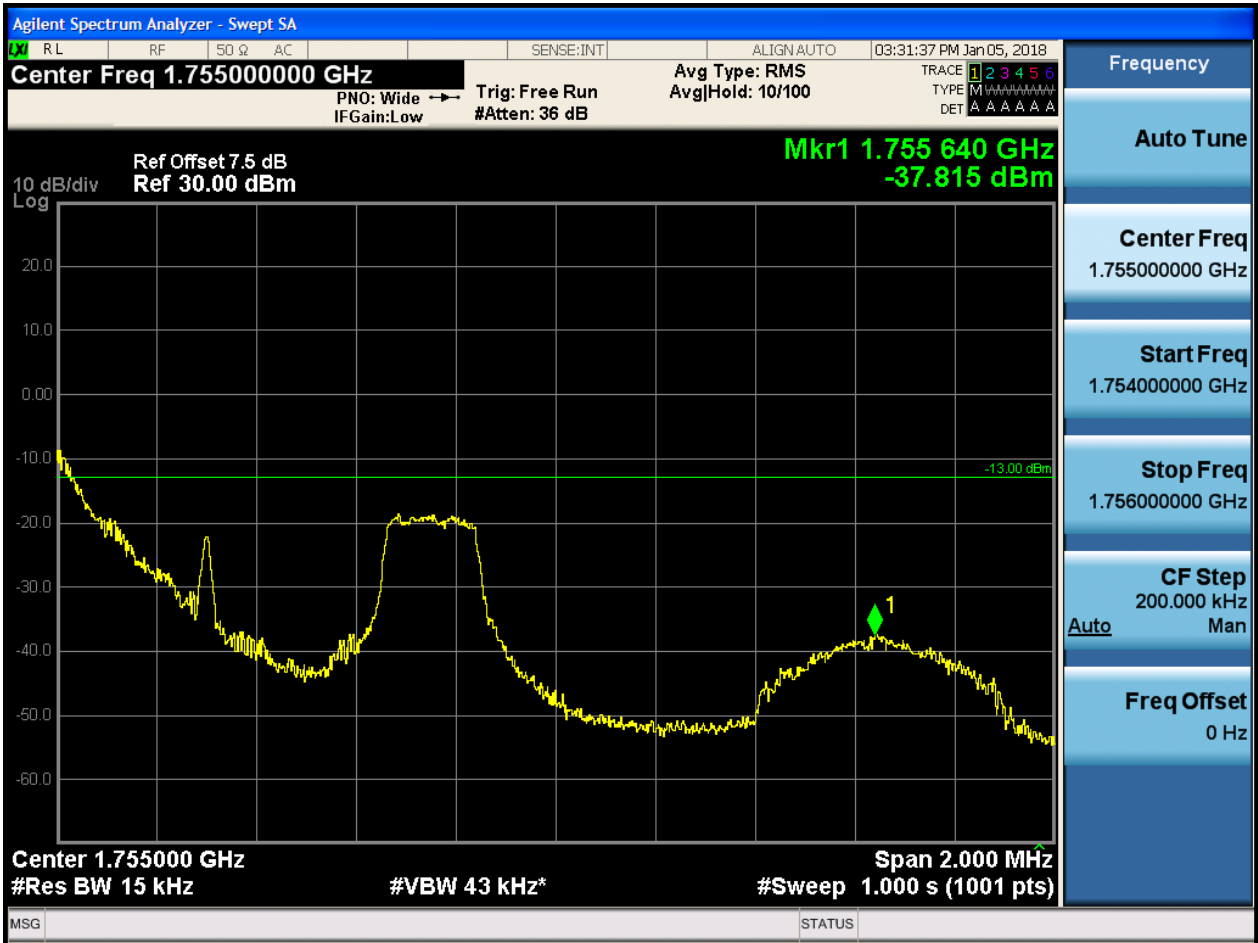 Agilent Spectrum Analyzer - Swept SA
LXI RL RF 50 Ω AC SENSE:INT ALIGN AUTO 03:31:37 PM Jan 05, 2018
Center Freq 1.755000000 GHz
PNO: Wide
IFGain:Low
Trig: Free Run
#Atten: 36 dB
Avg Type: RMS
Avg|Hold: 10/100
TRACE 1 2 3 4 5 6
TYPE M WWWWW
DET A A A A A A
Ref Offset 7.5 dB
10 dB/div Ref 30.00 dBm
Log
Mkr1 1.755 640 GHz
-37.815 dBm
20.0
10.0
0.00
-10.0
-13.00 dBm
-20.0
-30.0
1
-40.0
-50.0
-60.0
Center 1.755000 GHz Span 2.000 MHz
#Res BW 15 kHz #VBW 43 kHz* #Sweep 1.000 s (1001 pts)
MSG STATUS
Frequency
Auto Tune
Center Freq
1.755000000 GHz
Start Freq
1.754000000 GHz
Stop Freq
1.756000000 GHz
CF Step
200.000 kHz
Auto Man
Freq Offset
0 Hz